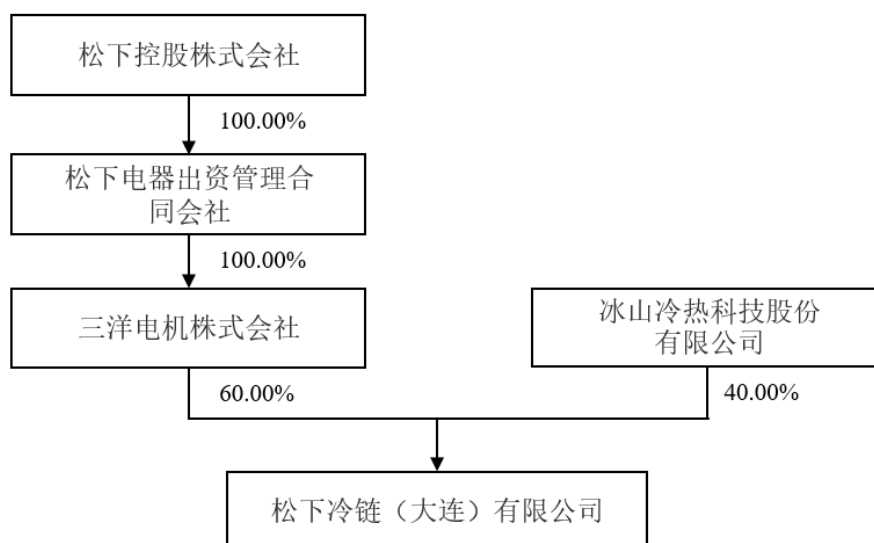 松下控股株式会社
100.00%
松下电器出资管理合
同会社
100.00%
三洋电机株式会社
冰山冷热科技股份
有限公司
60.00%
40.00%
松下冷链（大连）有限公司